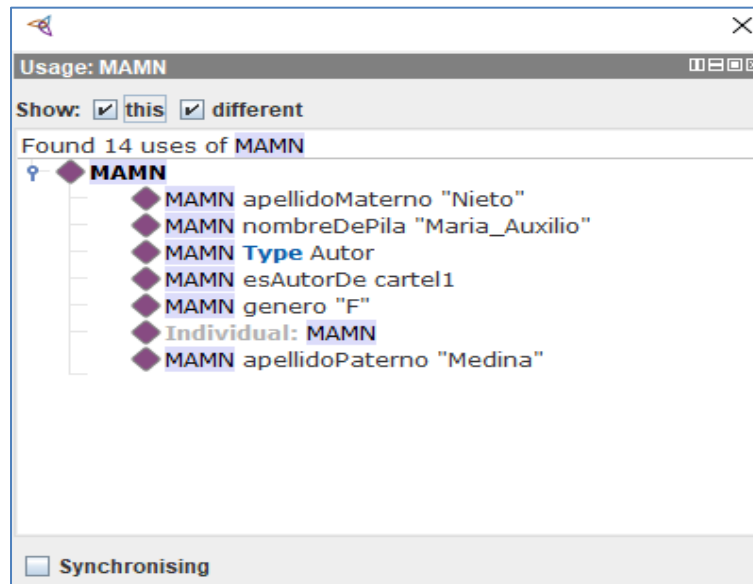 Usage: MAMN
Show: this different
Found 14 uses of MAMN
MAMN
MAMN apellidoMaterno "Nieto"
MAMN nombreDePila "Maria_Auxilio"
MAMN Type Autor
MAMN esAutorDe cartel1
MAMN genero "F"
Individual: MAMN
MAMN apellidoPaterno "Medina"
Synchronising